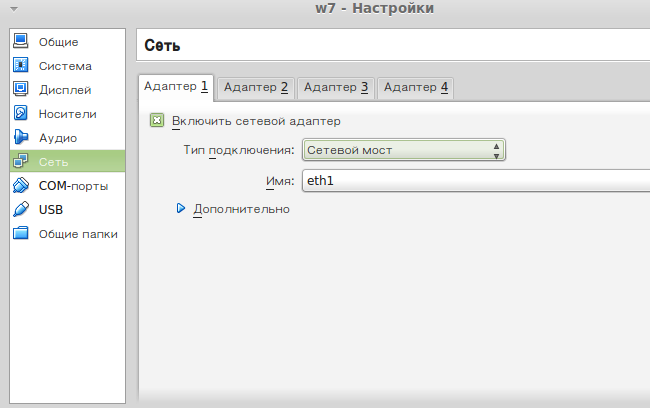 w7 - Настройки
Общие
Система
Дисплей
Носители
Аудио
Сеть
COM-порты
USB
Общие папки
Сеть
Адаптер 1 Адаптер 2 Адаптер 3 Адаптер 4
Включить сетевой адаптер
Тип подключения: Сетевой мост
Имя: eth1
Дополнительно